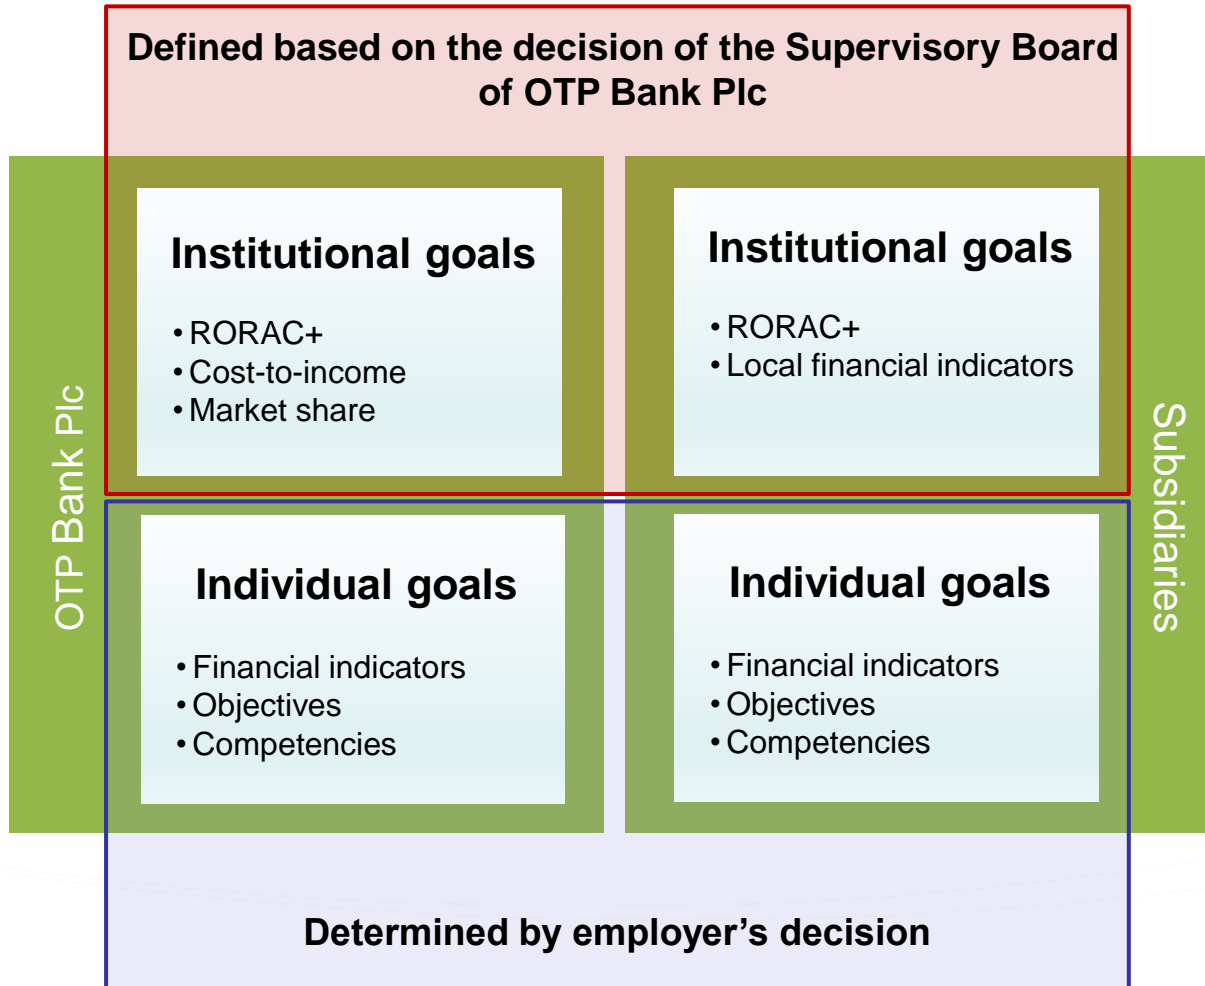 Defined based on the decision of the Supervisory Board
of OTP Bank Plc
OTP Bank Plc
Institutional goals
• RORAC+
• Cost-to-income
• Market share
Institutional goals
• RORAC+
• Local financial indicators
Subsidiaries
Individual goals
• Financial indicators
• Objectives
• Competencies
Individual goals
• Financial indicators
• Objectives
• Competencies
Determined by employer’s decision